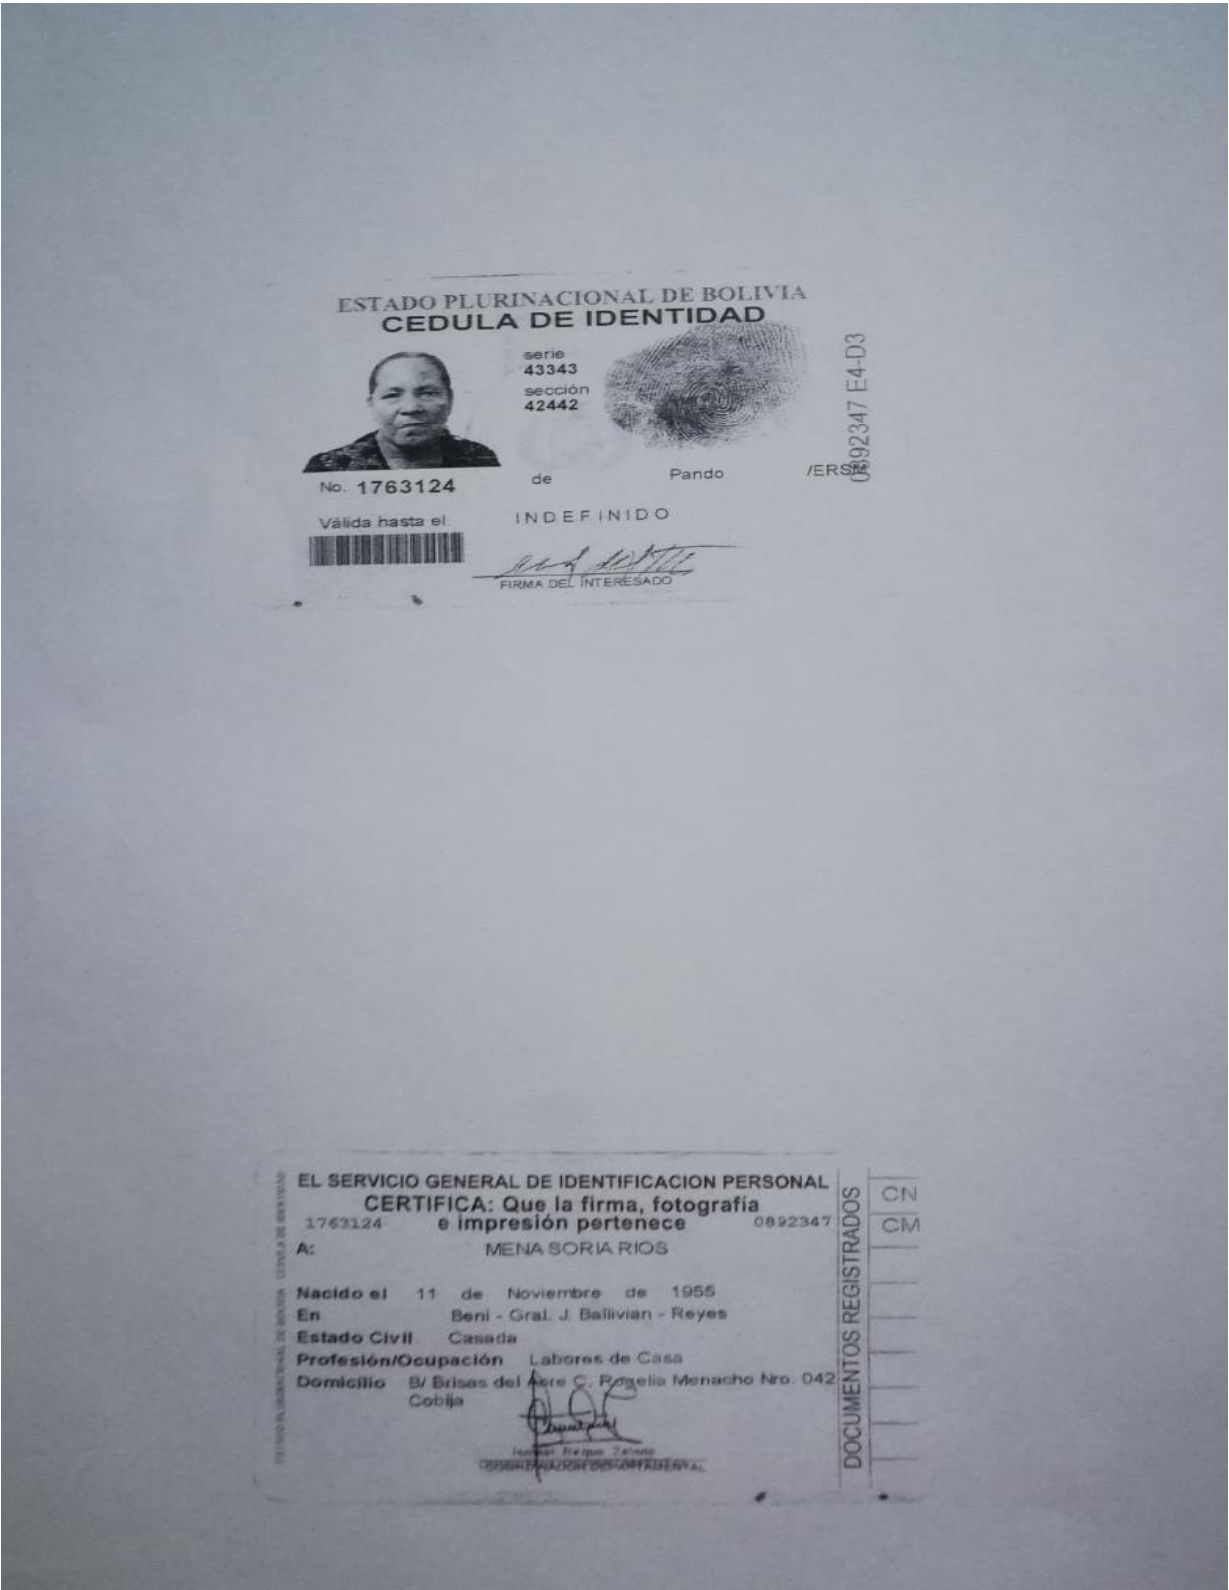 ESTADO PLURINACIONAL DE BOLIVIA
CEDULA DE IDENTIDAD
serie
43343
sección
42442
0892347 E4-D3
No. 1763124 de Pando /ERSM
Válida hasta el INDEFINIDO
FIRMA DEL INTERESADO
EL SERVICIO GENERAL DE IDENTIFICACION PERSONAL
CERTIFICA: Que la firma, fotografía
1763124 e impresión pertenece 0892347
A: MENA SORIA RIOS
Nacido el 11 de Noviembre de 1955
En Beni - Gral. J. Ballivian - Reyes
Estado Civil Casada
Profesión/Ocupación Labores de Casa
Domicilio B/ Brisas del Acre C. Rogelia Menacho Nro. 042
Cobija
COORDINADOR DEPARTAMENTAL
DOCUMENTOS REGISTRADOS
CN
CM